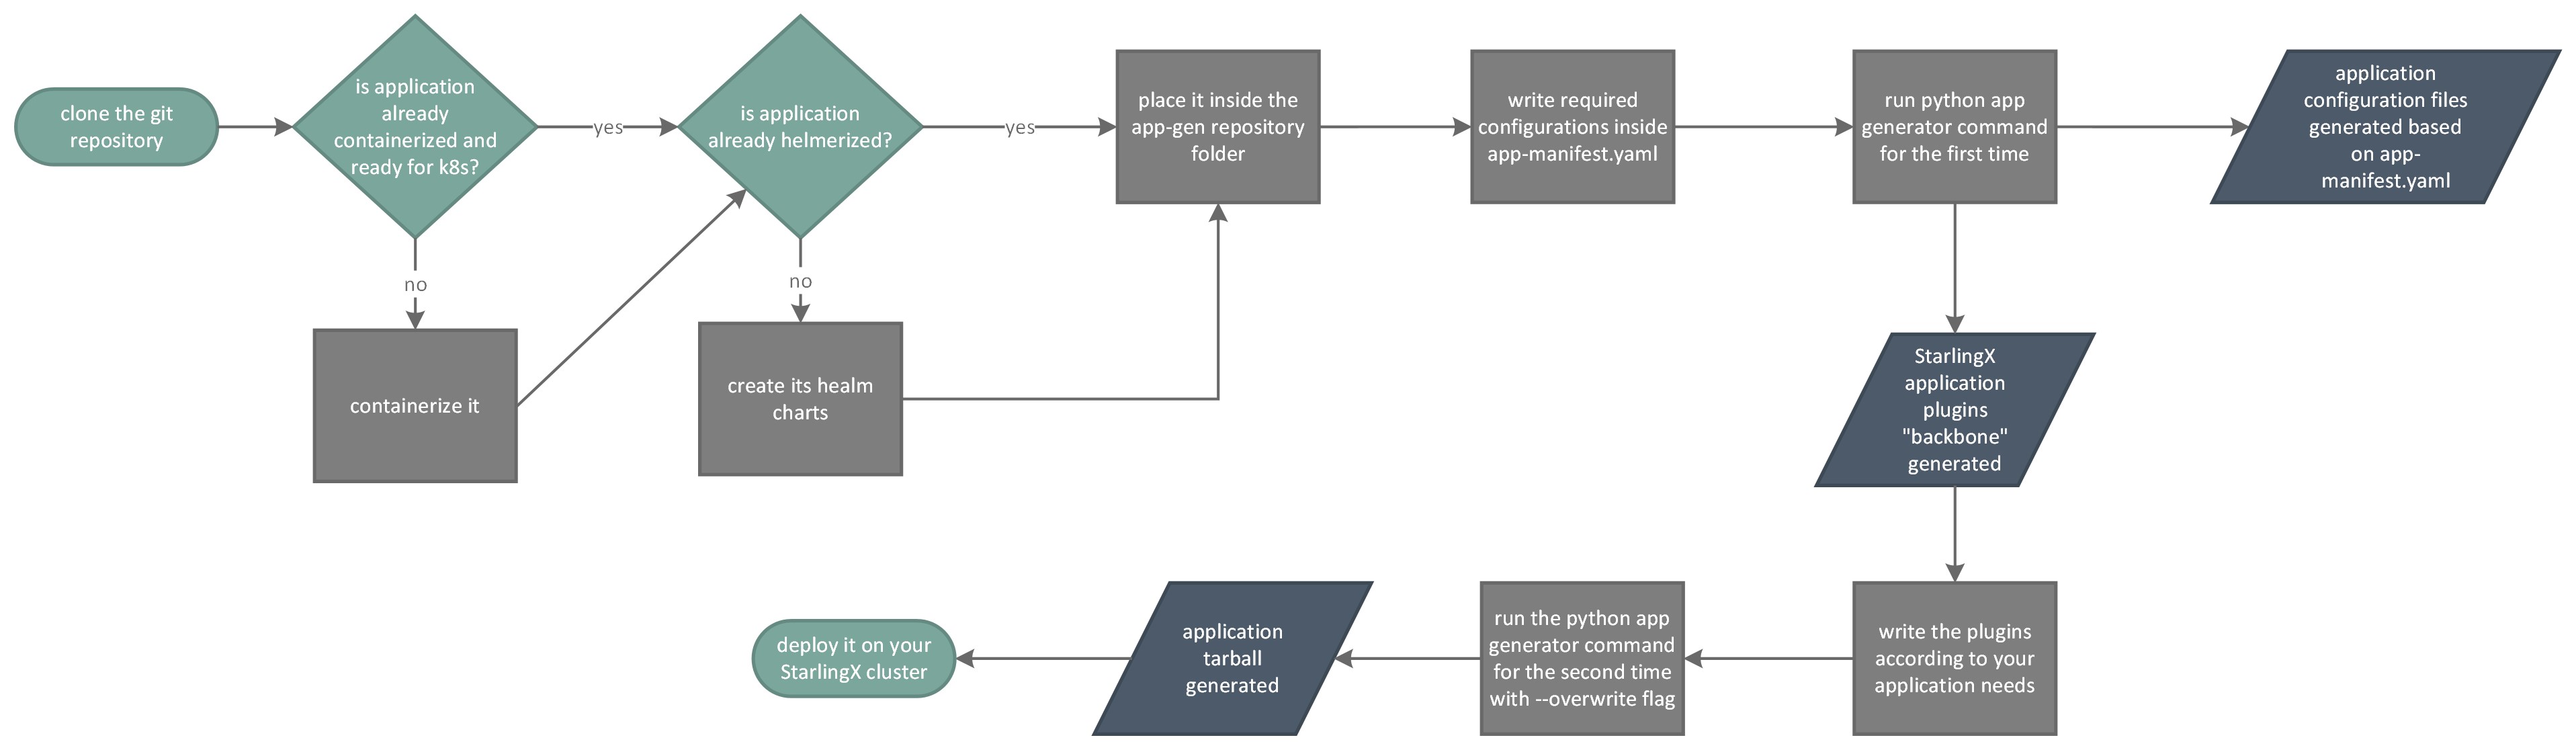 clone the git
repository
is application
already
containerized and
ready for k8s?
yes
no
containerize it
is application
already helmerized?
yes
no
create its healm
charts
place it inside the
app-gen repository
folder
write required
configurations inside
app-manifest.yaml
run python app
generator command
for the first time
application
configuration files
generated based
on app-
manifest.yaml
StarlingX
application
plugins
"backbone"
generated
write the plugins
according to your
application needs
run the python app
generator command
for the second time
with --overwrite flag
application
tarball
generated
deploy it on your
StarlingX cluster